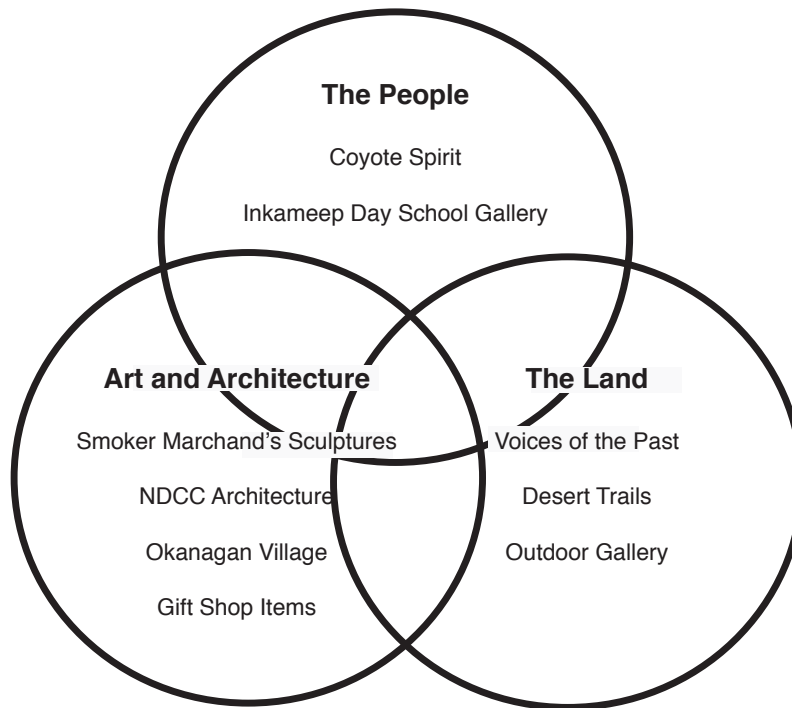 The People
Coyote Spirit
Inkameep Day School Gallery
Art and Architecture
Smoker Marchand's Sculptures
NDCC Architecture
Okanagan Village
Gift Shop Items
The Land
Voices of the Past
Desert Trails
Outdoor Gallery